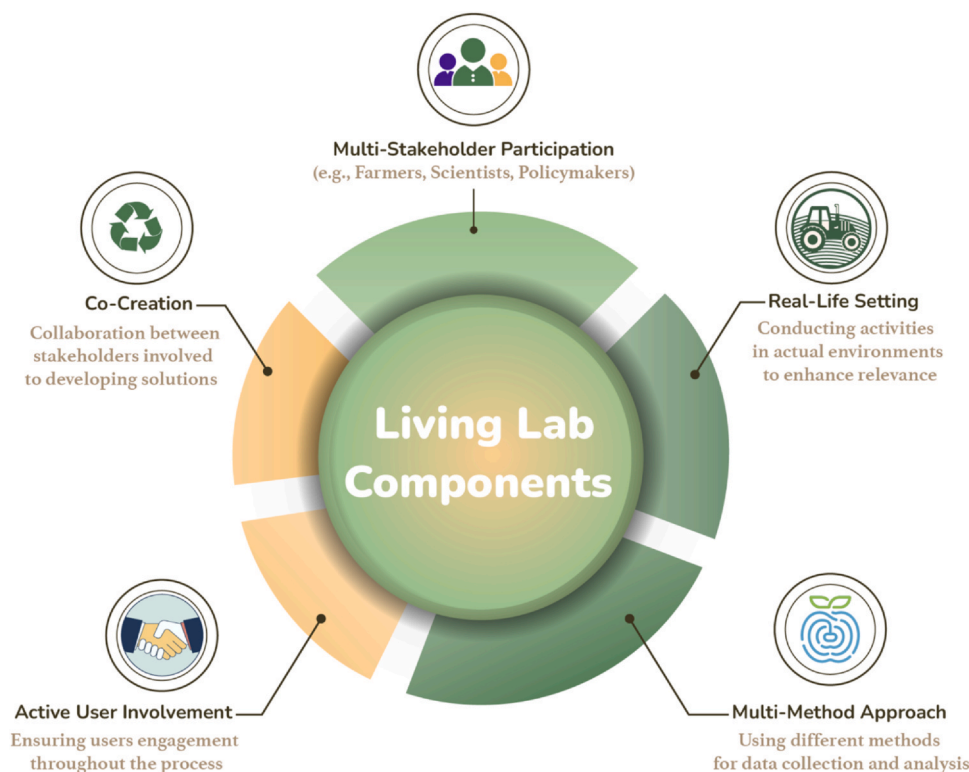 Multi-Stakeholder Participation
(e.g., Farmers, Scientists, Policymakers)
Co-Creation
Collaboration between
stakeholders involved
to developing solutions
Real-Life Setting
Conducting activities
in actual environments
to enhance relevance
Living Lab
Components
Active User Involvement
Ensuring users engagement
throughout the process
Multi-Method Approach
Using different methods
for data collection and analysis